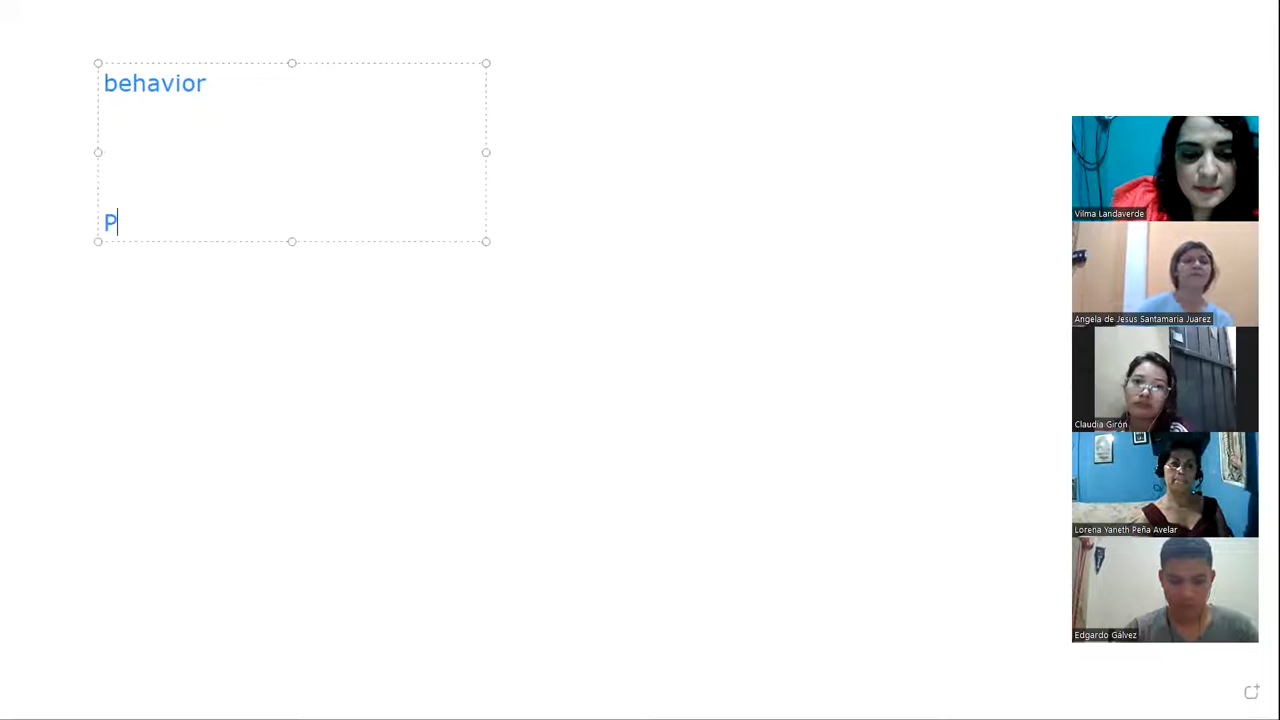 behavior
P
Vilma Landaverde
Angela de Jesus Santamaria Juarez
Claudia Girón
Lorena Yaneth Peña Avelar
Edgardo Gálvez